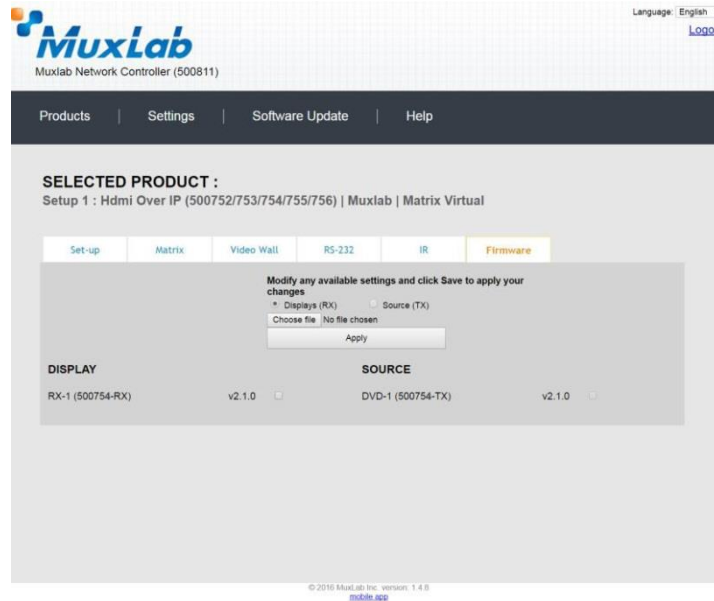 Language: English
Logo
MuxLab
Muxlab Network Controller (500811)
Products | Settings | Software Update | Help
SELECTED PRODUCT :
Setup 1 : Hdmi Over IP (500752/753/754/755/756) | Muxlab | Matrix Virtual
Set-up Matrix Video Wall RS-232 IR Firmware
Modify any available settings and click Save to apply your
changes
Displays (RX) Source (TX)
Choose file No file chosen
Apply
DISPLAY SOURCE
RX-1 (500754-RX) v2.1.0 DVD-1 (500754-TX) v2.1.0
© 2016 MuxLab Inc. version: 1.4.8
mobile app